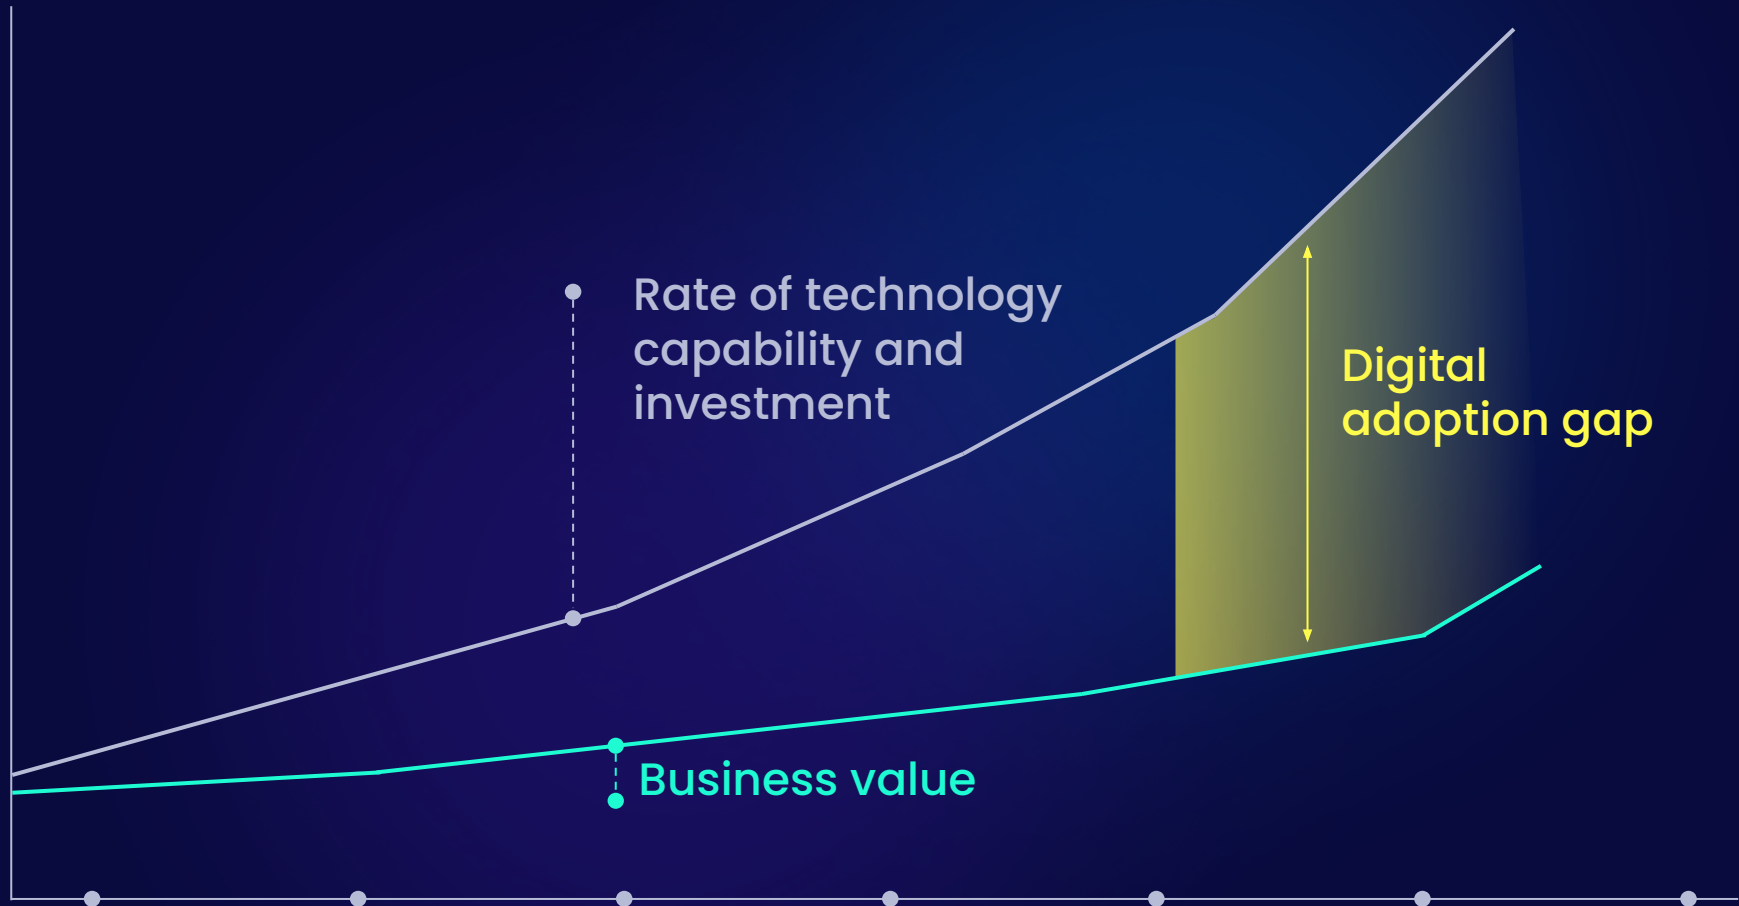 Rate of technology
capability and
investment
Digital
adoption gap
Business value